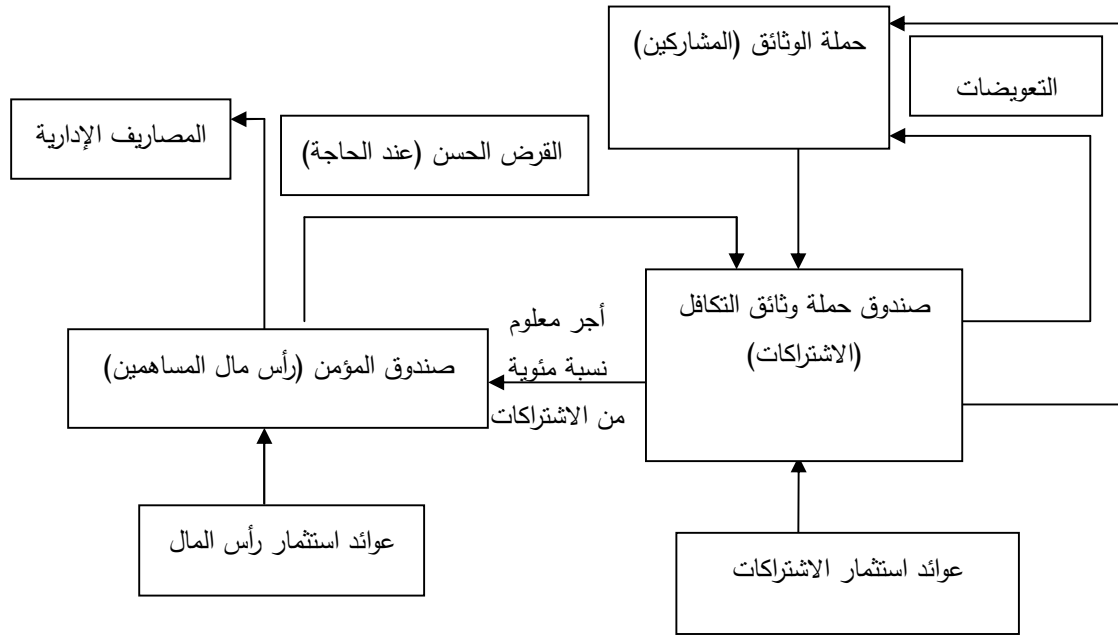 حملة الوثائق (المشاركين)
التعويضات
المصاريف الإدارية
القرض الحسن (عند الحاجة)
صندوق حملة وثائق التكافل
(الاشتراكات)
أجر معلوم
نسبة مئوية
من الاشتراكات
صندوق المؤمن (رأس مال المساهمين)
عوائد استثمار رأس المال
عوائد استثمار الاشتراكات